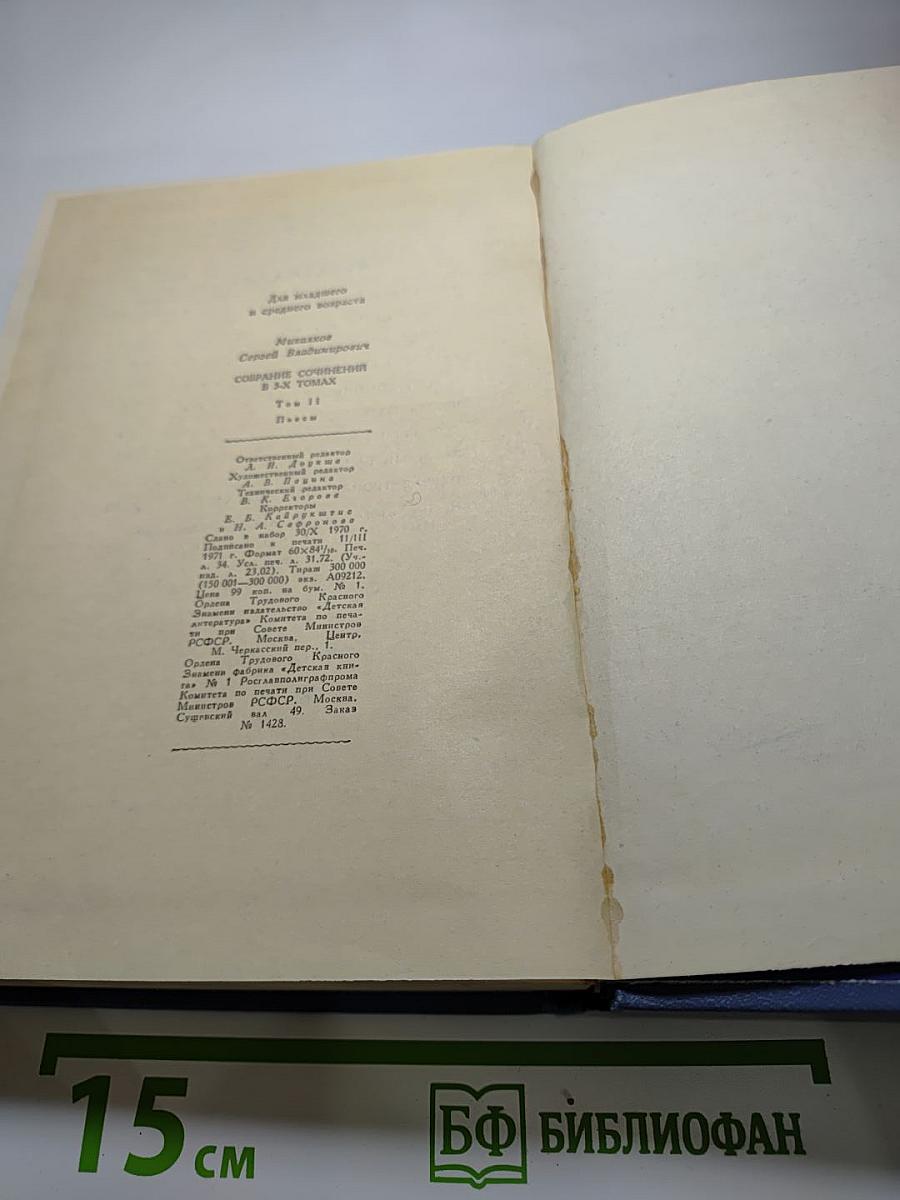 Для младшего
и среднего возраста
Михалков
Сергей Владимирович
СОБРАНИЕ СОЧИНЕНИЙ
В 3-Х ТОМАХ
Том II
Пьесы
Ответственный редактор
Художественный редактор
А. В. Пацина
Технический редактор
В. К. Егорова
Корректоры
Е. Б. Кайрукштис
и Н. А. Сафронова
Сдано в набор 30/X 1970 г.
Подписано к печати 11/III
1971 г. Формат 60×84¹/₁₆. Печ.
л. 34. Усл. печ. л. 31,72. (Уч.-
изд. л. 23,02). Тираж 300 000
(150 001—300 000) экз. А09212.
Цена 99 коп. на бум. № 1.
Ордена Трудового Красного
Знамени издательство «Детская
литература» Комитета по печа-
ти при Совете Министров
РСФСР. Москва, Центр,
М. Черкасский пер., 1.
Ордена Трудового Красного
Знамени фабрика «Детская кни-
га» № 1 Росглавполиграфпрома
Комитета по печати при Совете
Министров РСФСР. Москва,
Сущевский вал 49. Заказ
№ 1428.
15 см
БФ БИБЛИОФАН